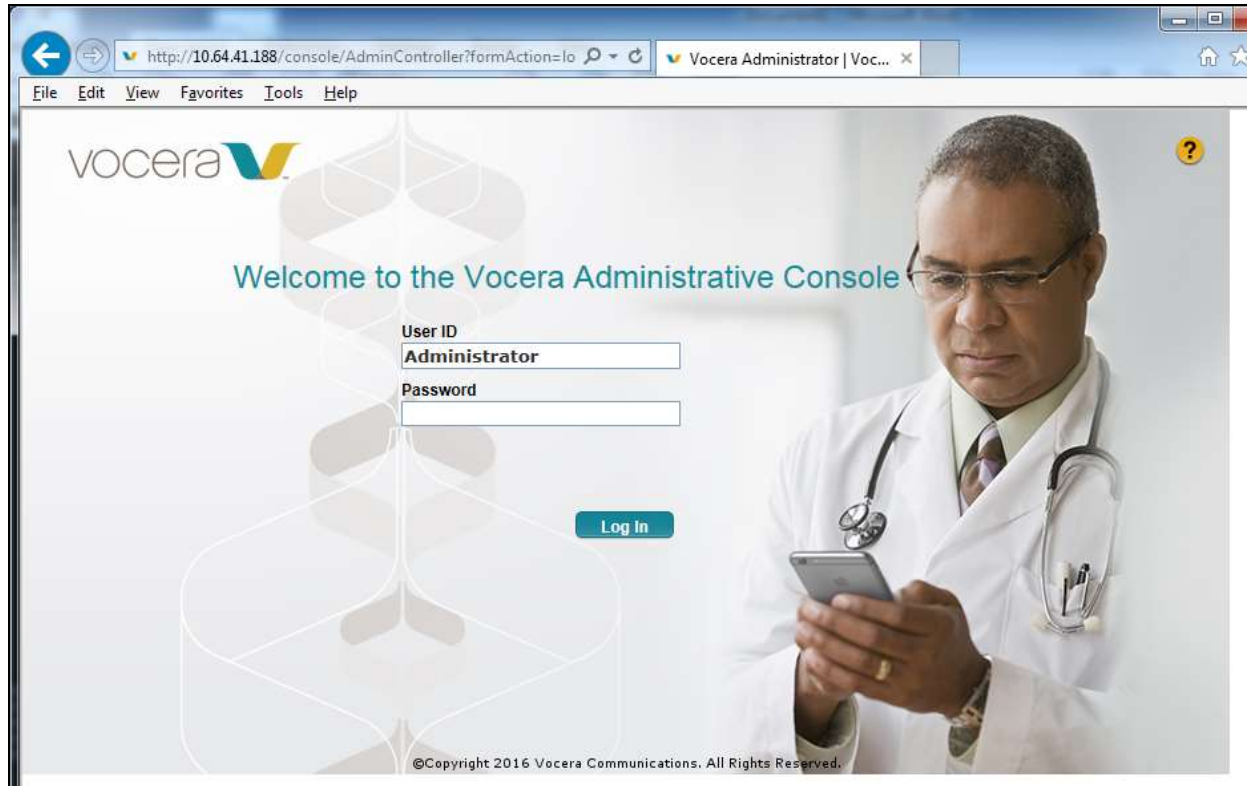 http://10.64.41.188/console/AdminController?formAction=lo
Vocera Administrator | Voc...
File Edit View Favorites Tools Help
vocera
?
Welcome to the Vocera Administrative Console
User ID
Administrator
Password
Log In
©Copyright 2016 Vocera Communications. All Rights Reserved.